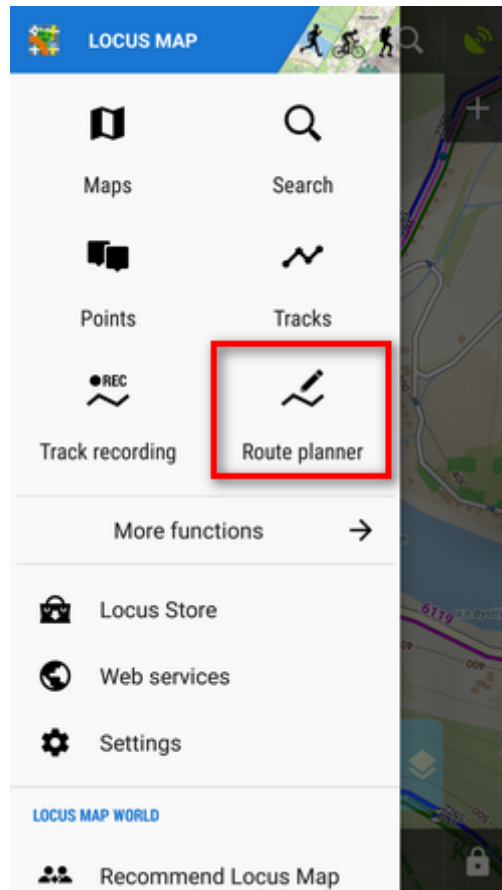 LOCUS MAP
Maps
Search
Points
Tracks
REC
Track recording
Route planner
More functions
Locus Store
Web services
Settings
LOCUS MAP WORLD
Recommend Locus Map
6119